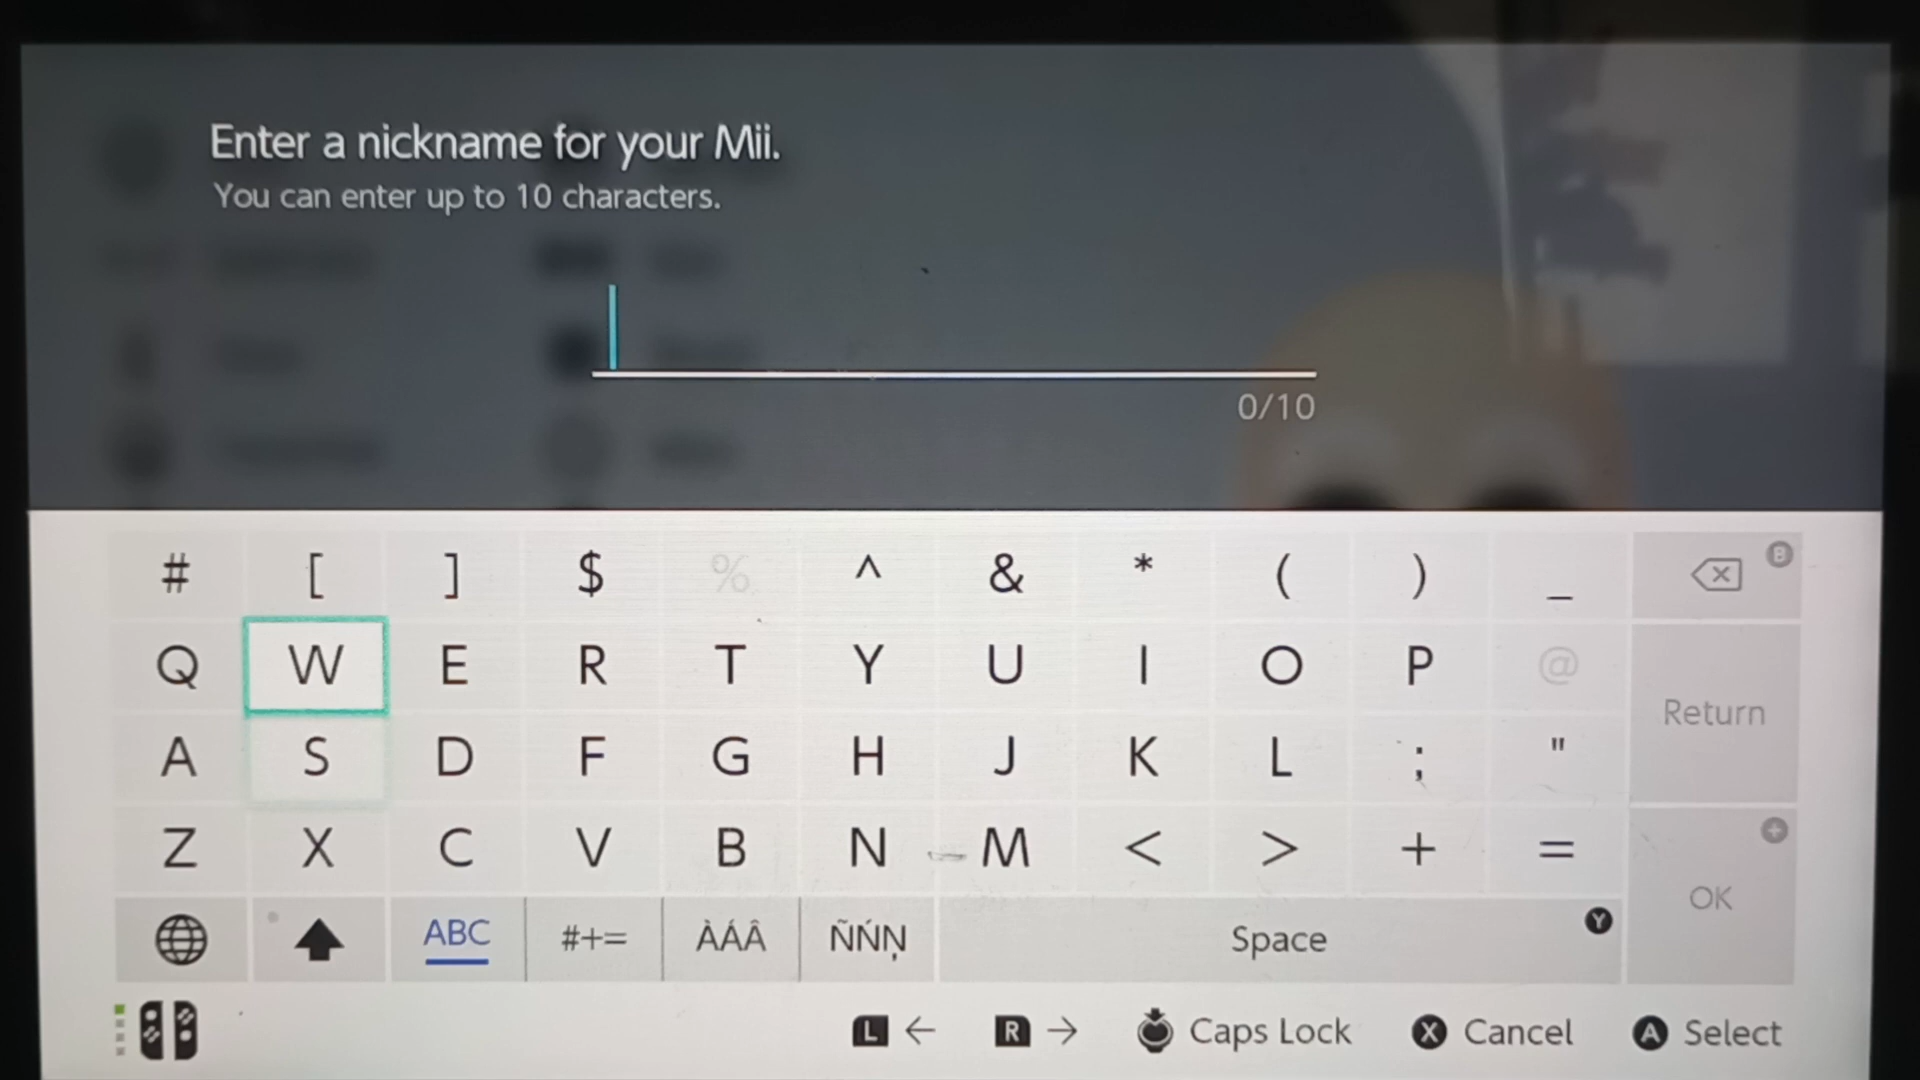 Enter a nickname for your Mii.
You can enter up to 10 characters.
0/10
# [ ] $ % ^ & * ( ) _ B
Q W E R T Y U I O P @
Return
A S D F G H J K L ; "
Z X C V B N M < > + =
OK
ABC #+= ÀÁÂ ÑŃŅ Space Y
L ← R → Caps Lock X Cancel A Select